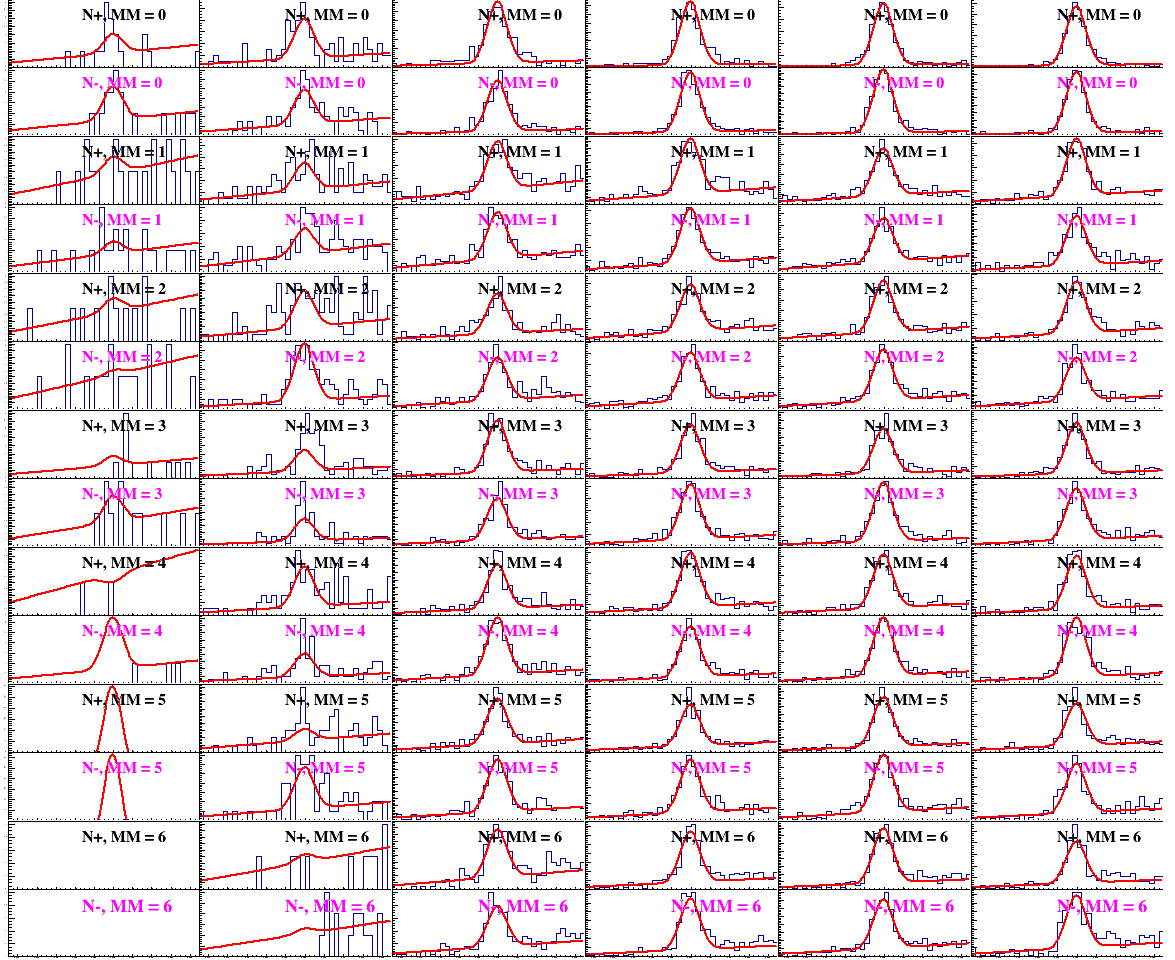 N+, MM = 0 N+, MM = 0 N+, MM = 0 N+, MM = 0 N+, MM = 0 N+, MM = 0
N-, MM = 0 N-, MM = 0 N-, MM = 0 N-, MM = 0 N-, MM = 0 N-, MM = 0
N+, MM = 1 N+, MM = 1 N+, MM = 1 N+, MM = 1 N+, MM = 1 N+, MM = 1
N-, MM = 1 N-, MM = 1 N-, MM = 1 N-, MM = 1 N-, MM = 1 N-, MM = 1
N+, MM = 2 N+, MM = 2 N+, MM = 2 N+, MM = 2 N+, MM = 2 N+, MM = 2
N-, MM = 2 N-, MM = 2 N-, MM = 2 N-, MM = 2 N-, MM = 2 N-, MM = 2
N+, MM = 3 N+, MM = 3 N+, MM = 3 N+, MM = 3 N+, MM = 3 N+, MM = 3
N-, MM = 3 N-, MM = 3 N-, MM = 3 N-, MM = 3 N-, MM = 3 N-, MM = 3
N+, MM = 4 N+, MM = 4 N+, MM = 4 N+, MM = 4 N+, MM = 4 N+, MM = 4
N-, MM = 4 N-, MM = 4 N-, MM = 4 N-, MM = 4 N-, MM = 4 N-, MM = 4
N+, MM = 5 N+, MM = 5 N+, MM = 5 N+, MM = 5 N+, MM = 5 N+, MM = 5
N-, MM = 5 N-, MM = 5 N-, MM = 5 N-, MM = 5 N-, MM = 5 N-, MM = 5
N+, MM = 6 N+, MM = 6 N+, MM = 6 N+, MM = 6 N+, MM = 6 N+, MM = 6
N-, MM = 6 N-, MM = 6 N-, MM = 6 N-, MM = 6 N-, MM = 6 N-, MM = 6